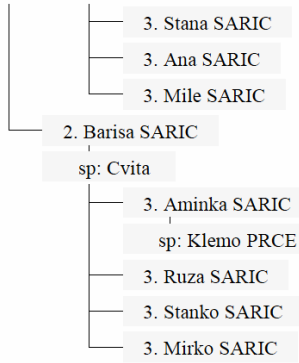 3. Stana SARIC
3. Ana SARIC
3. Mile SARIC
2. Barisa SARIC
sp: Cvita
3. Aminka SARIC
sp: Klemo PRCE
3. Ruza SARIC
3. Stanko SARIC
3. Mirko SARIC